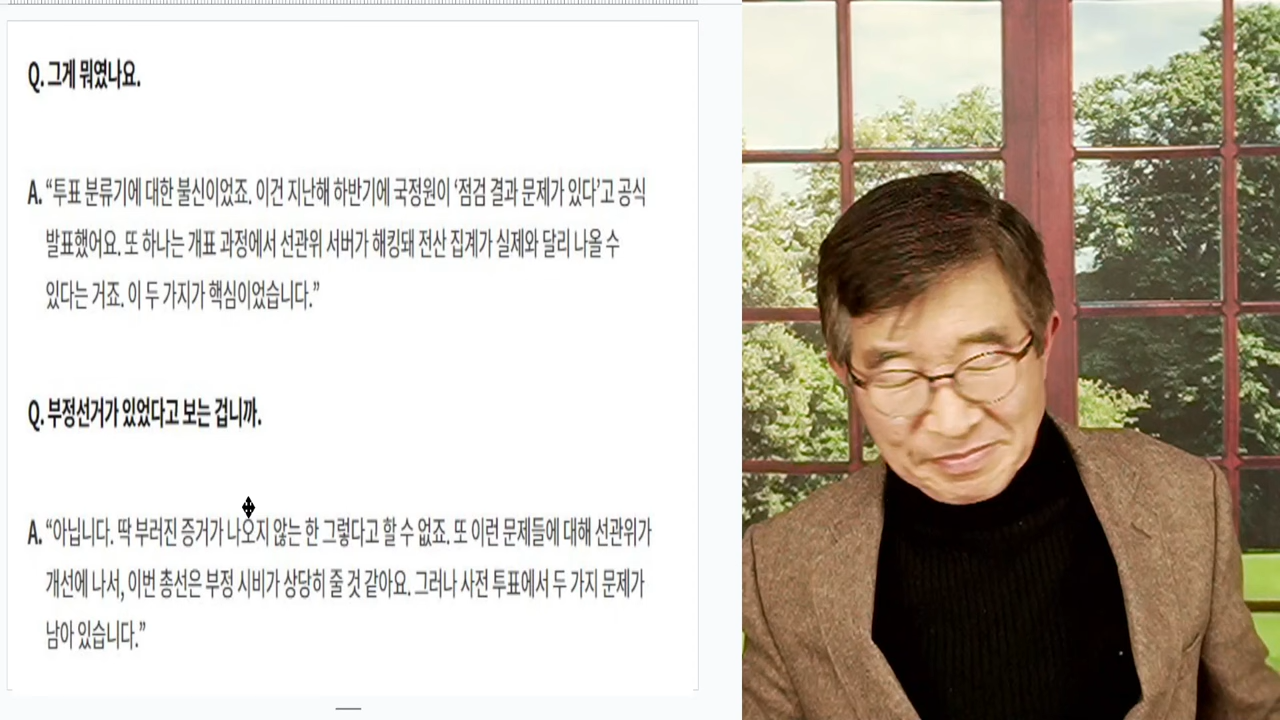 Q. 그게 뭐였나요.
A. “투표 분류기에 대한 불신이었죠. 이건 지난해 하반기에 국정원이 ‘점검 결과 문제가 있다’고 공식
발표했어요. 또 하나는 개표 과정에서 선관위 서버가 해킹돼 전산 집계가 실제와 달리 나올 수
있다는 거죠. 이 두 가지가 핵심이었습니다.”
Q. 부정선거가 있었다고 보는 겁니까.
A. “아닙니다. 딱 부러진 증거가 나오지 않는 한 그렇다고 할 수 없죠. 또 이런 문제들에 대해 선관위가
개선에 나서, 이번 총선은 부정 시비가 상당히 줄 것 같아요. 그러나 사전 투표에서 두 가지 문제가
남아 있습니다.”